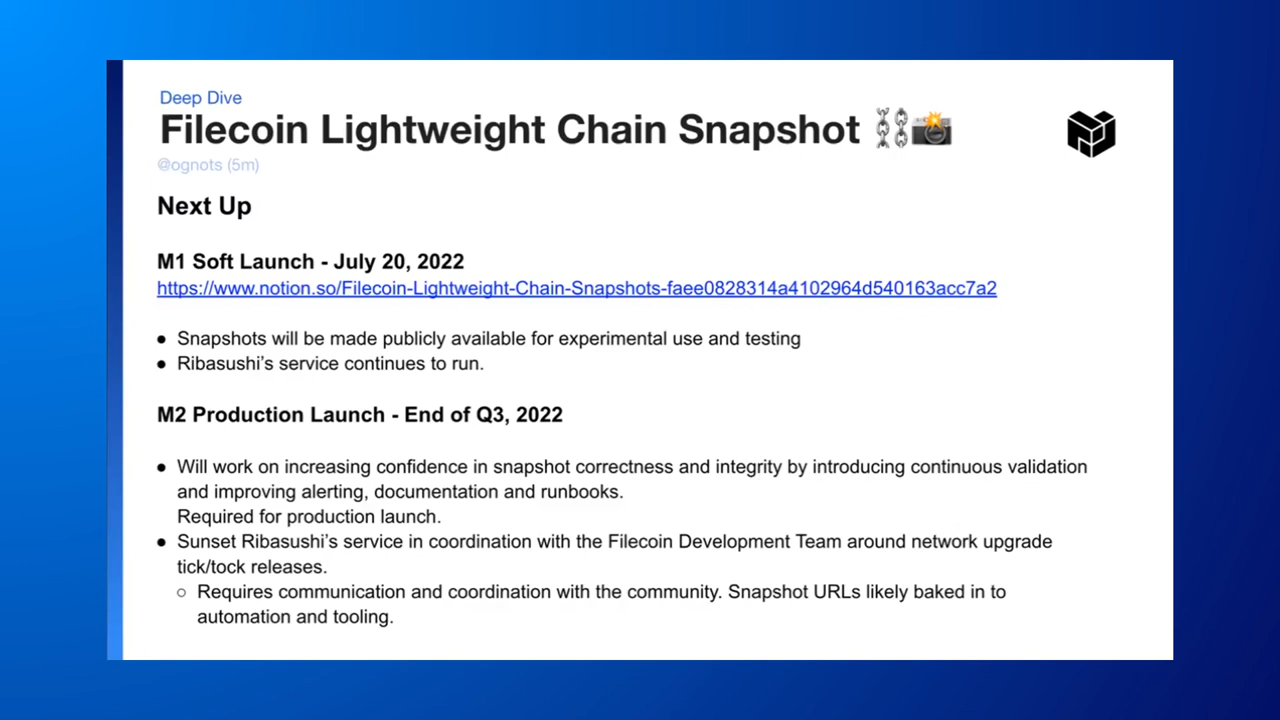 Deep Dive
Filecoin Lightweight Chain Snapshot ⛓📸
@ognots (5m)
Next Up
M1 Soft Launch - July 20, 2022
https://www.notion.so/Filecoin-Lightweight-Chain-Snapshots-faee0828314a4102964d540163acc7a2
● Snapshots will be made publicly available for experimental use and testing
● Ribasushi’s service continues to run.
M2 Production Launch - End of Q3, 2022
● Will work on increasing confidence in snapshot correctness and integrity by introducing continuous validation
and improving alerting, documentation and runbooks.
Required for production launch.
● Sunset Ribasushi’s service in coordination with the Filecoin Development Team around network upgrade
tick/tock releases.
○ Requires communication and coordination with the community. Snapshot URLs likely baked in to
automation and tooling.